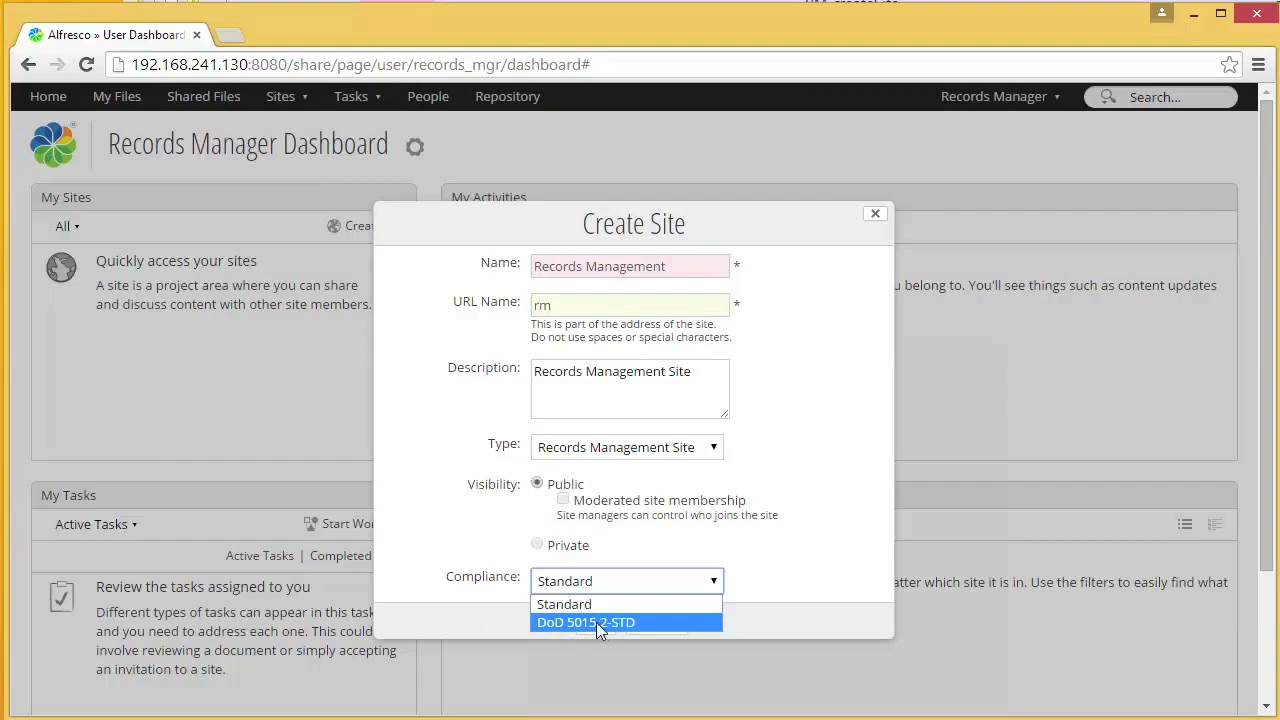 Alfresco » User Dashboard
192.168.241.130:8080/share/page/user/records_mgr/dashboard#
Home My Files Shared Files Sites Tasks People Repository Records Manager Search...
Records Manager Dashboard
My Sites
My Activities
All
Crea
Quickly access your sites
A site is a project area where you can share
and discuss content with other site members.
u belong to. You'll see things such as content updates
Create Site
Name: Records Management *
URL Name: rm *
This is part of the address of the site.
Do not use spaces or special characters.
Description: Records Management Site
Type: Records Management Site
Visibility: Public
Moderated site membership
Site managers can control who joins the site
Private
Compliance: Standard
Standard
DoD 5015.2-STD
My Tasks
Active Tasks
Start Wor
Active Tasks | Completed
Review the tasks assigned to you
Different types of tasks can appear in this task
and you need to address each one. This could
involve reviewing a document or simply accepting
an invitation to a site.
atter which site it is in. Use the filters to easily find what